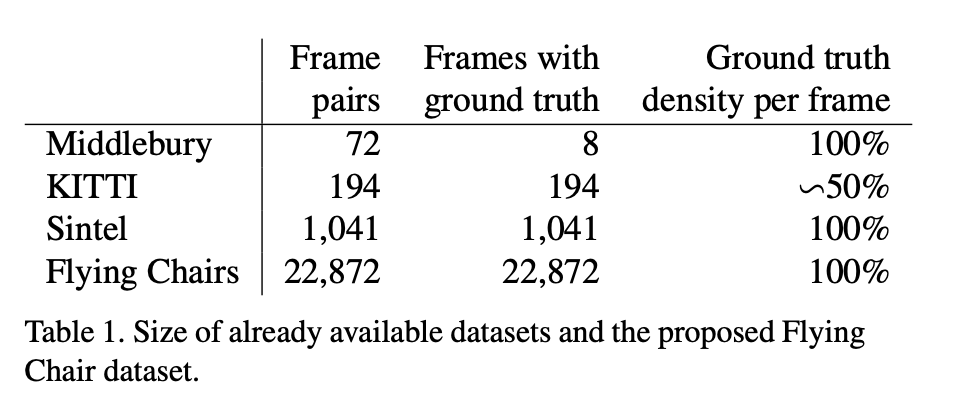 Frame Frames with Ground truth
pairs ground truth density per frame
Middlebury 72 8 100%
KITTI 194 194 ∽50%
Sintel 1,041 1,041 100%
Flying Chairs 22,872 22,872 100%
Table 1. Size of already available datasets and the proposed Flying
Chair dataset.